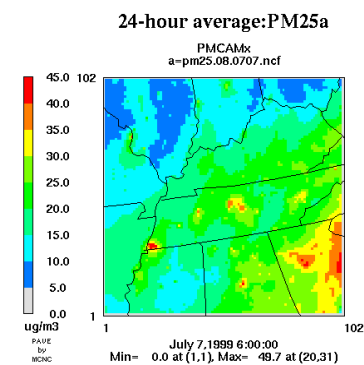 24-hour average:PM25a
PMCAMx
a=pm25.08.0707.ncf
45.0
40.0
35.0
30.0
25.0
20.0
15.0
10.0
5.0
0.0
ug/m3
PAVE
by
MCNC
102
1
1
102
July 7,1999 6:00:00
Min= 0.0 at (1,1), Max= 49.7 at (20,31)